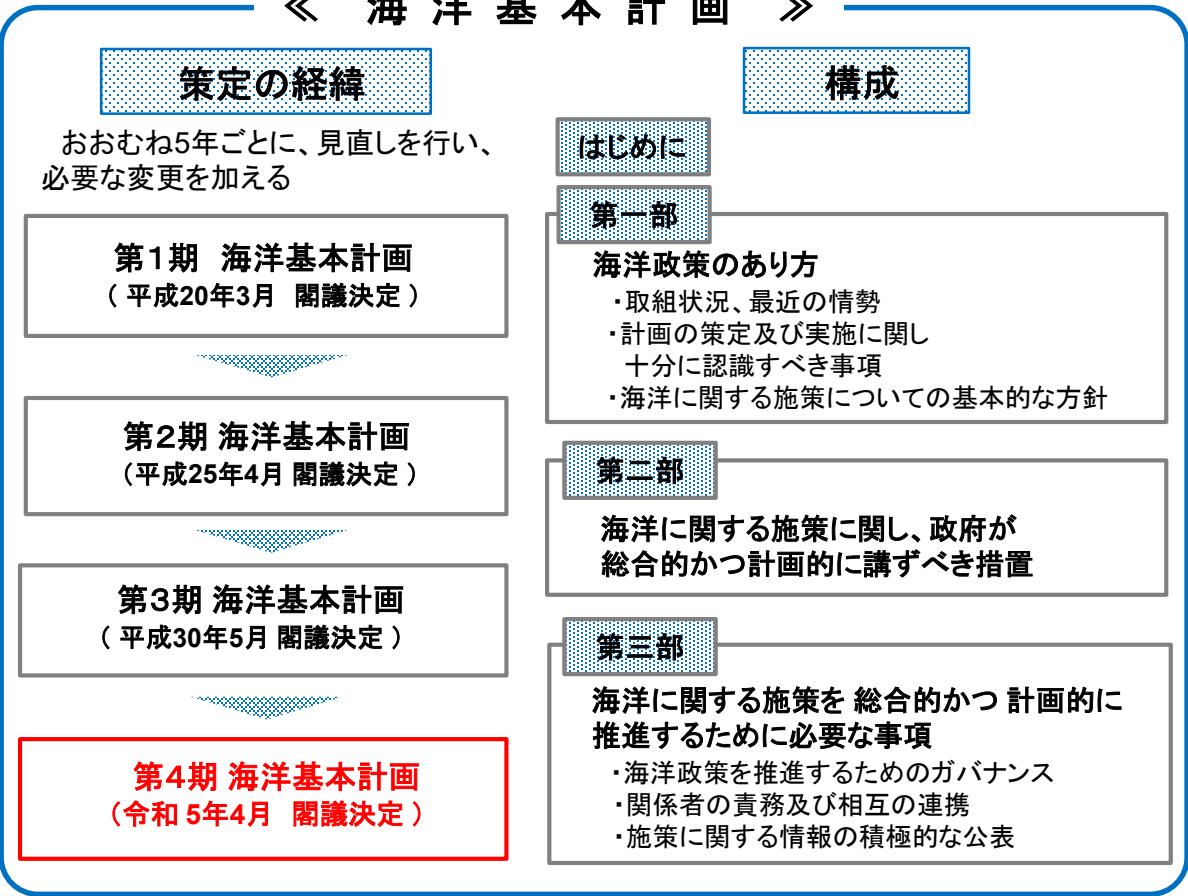 ≪ 海洋基本計画 ≫
策定の経緯
おおむね5年ごとに、見直しを行い、
必要な変更を加える
第1期 海洋基本計画
( 平成20年3月 閣議決定 )
第2期 海洋基本計画
(平成25年4月 閣議決定 )
第3期 海洋基本計画
( 平成30年5月 閣議決定 )
第4期 海洋基本計画
(令和 5年4月 閣議決定 )
構成
はじめに
第一部
海洋政策のあり方
・取組状況、最近の情勢
・計画の策定及び実施に関し
十分に認識すべき事項
・海洋に関する施策についての基本的な方針
第二部
海洋に関する施策に関し、政府が
総合的かつ計画的に講ずべき措置
第三部
海洋に関する施策を 総合的かつ 計画的に
推進するために必要な事項
・海洋政策を推進するためのガバナンス
・関係者の責務及び相互の連携
・施策に関する情報の積極的な公表